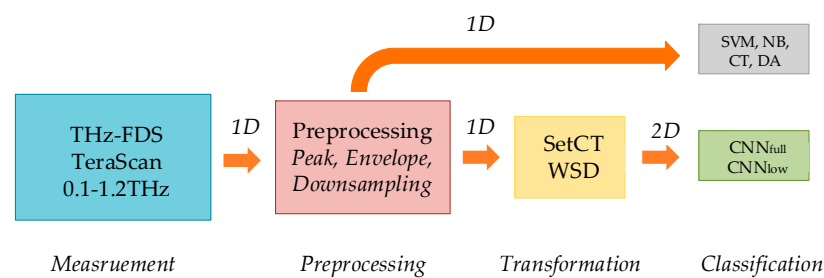 1D
SVM, NB,
CT, DA
THz-FDS
TeraScan
0.1-1.2THz
1D
Preprocessing
Peak, Envelope,
Downsampling
1D
SetCT
WSD
2D
CNNfull
CNNlow
Measruement
Preprocessing
Transformation
Classification